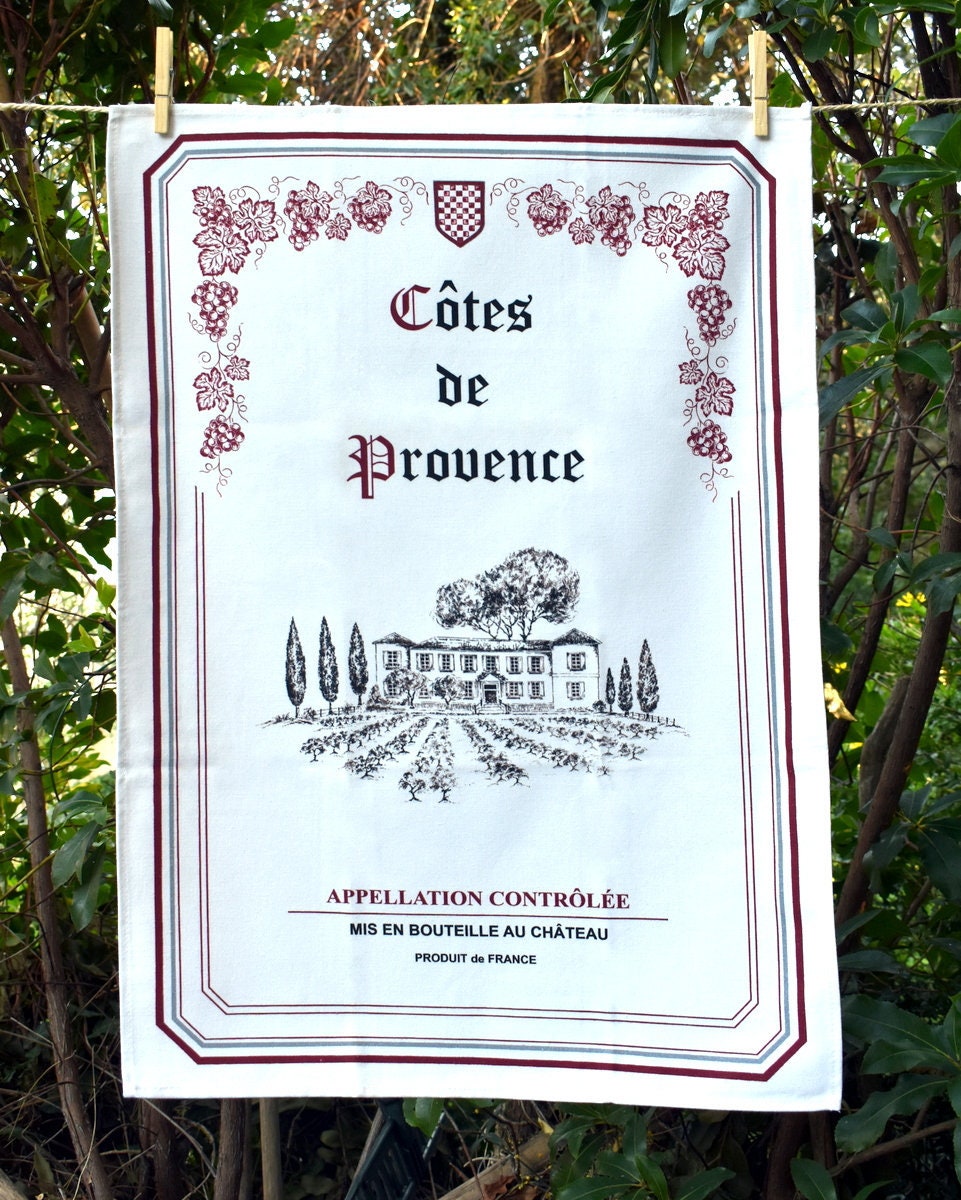 Côtes
de
Provence
APPELLATION CONTRÔLÉE
MIS EN BOUTEILLE AU CHÂTEAU
PRODUIT de FRANCE